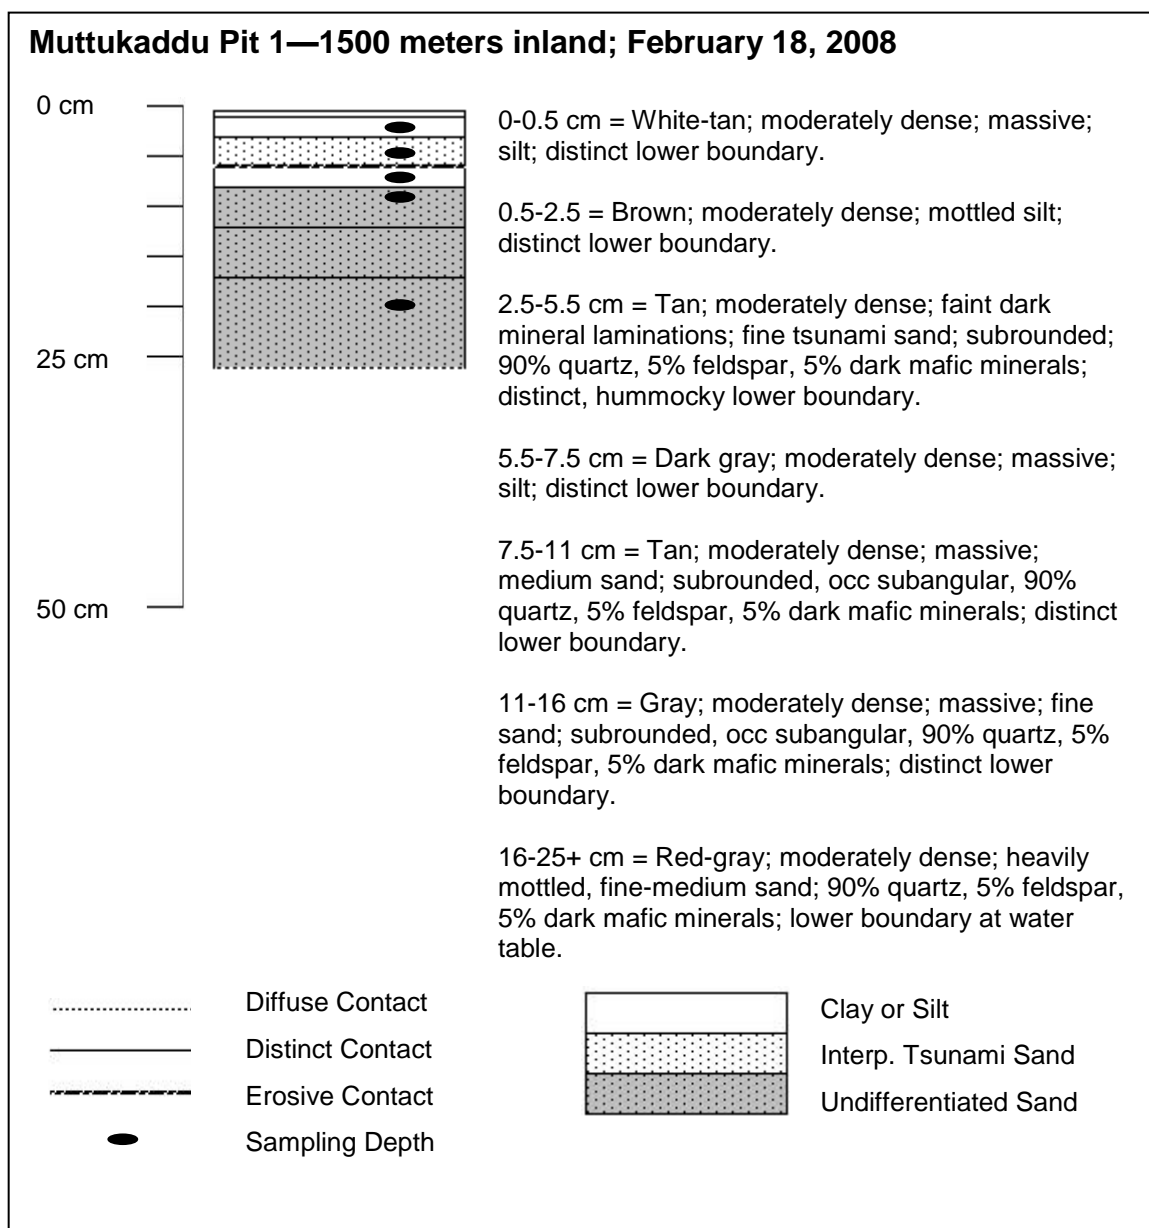 Muttukaddu Pit 1—1500 meters inland; February 18, 2008
0 cm
25 cm
50 cm
0-0.5 cm = White-tan; moderately dense; massive;
silt; distinct lower boundary.
0.5-2.5 = Brown; moderately dense; mottled silt;
distinct lower boundary.
2.5-5.5 cm = Tan; moderately dense; faint dark
mineral laminations; fine tsunami sand; subrounded;
90% quartz, 5% feldspar, 5% dark mafic minerals;
distinct, hummocky lower boundary.
5.5-7.5 cm = Dark gray; moderately dense; massive;
silt; distinct lower boundary.
7.5-11 cm = Tan; moderately dense; massive;
medium sand; subrounded, occ subangular, 90%
quartz, 5% feldspar, 5% dark mafic minerals; distinct
lower boundary.
11-16 cm = Gray; moderately dense; massive; fine
sand; subrounded, occ subangular, 90% quartz, 5%
feldspar, 5% dark mafic minerals; distinct lower
boundary.
16-25+ cm = Red-gray; moderately dense; heavily
mottled, fine-medium sand; 90% quartz, 5% feldspar,
5% dark mafic minerals; lower boundary at water
table.
Diffuse Contact
Distinct Contact
Erosive Contact
Sampling Depth
Clay or Silt
Interp. Tsunami Sand
Undifferentiated Sand